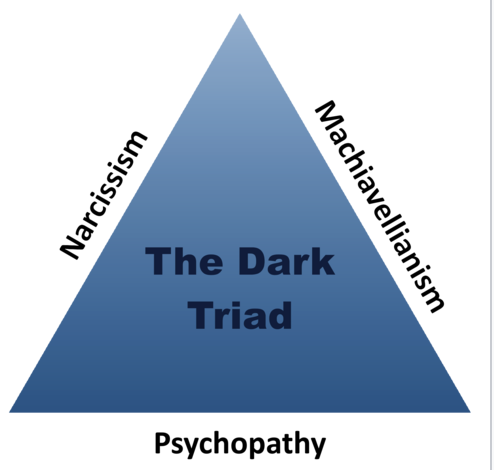 Narcissism
Machiavellianism
The Dark
Triad
Psychopathy